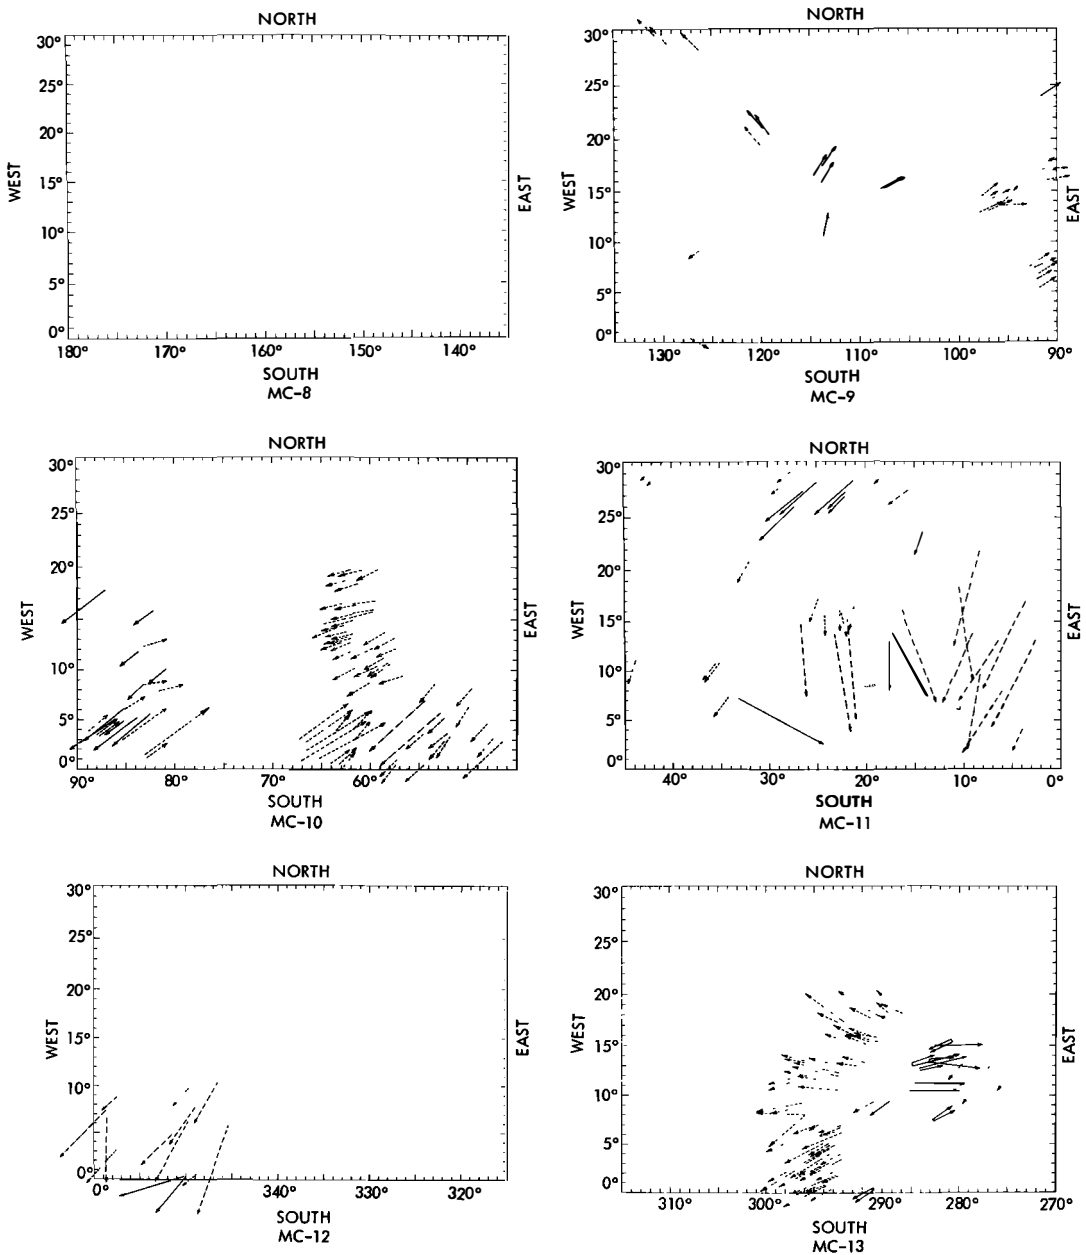 NORTH
30°
25°
20°
15°
10°
5°
0°
WEST
EAST
180° 170° 160° 150° 140°
SOUTH
MC-8
NORTH
30°
25°
20°
15°
10°
5°
0°
WEST
EAST
130° 120° 110° 100° 90°
SOUTH
MC-9
NORTH
30°
25°
20°
15°
10°
5°
0°
WEST
EAST
90° 80° 70° 60°
SOUTH
MC-10
NORTH
30°
25°
20°
15°
10°
5°
0°
WEST
EAST
40° 30° 20° 10° 0°
SOUTH
MC-11
NORTH
30°
25°
20°
15°
10°
0°
WEST
EAST
0° 340° 330° 320°
SOUTH
MC-12
NORTH
30°
25°
20°
15°
10°
5°
0°
WEST
EAST
310° 300° 290° 280° 270°
SOUTH
MC-13